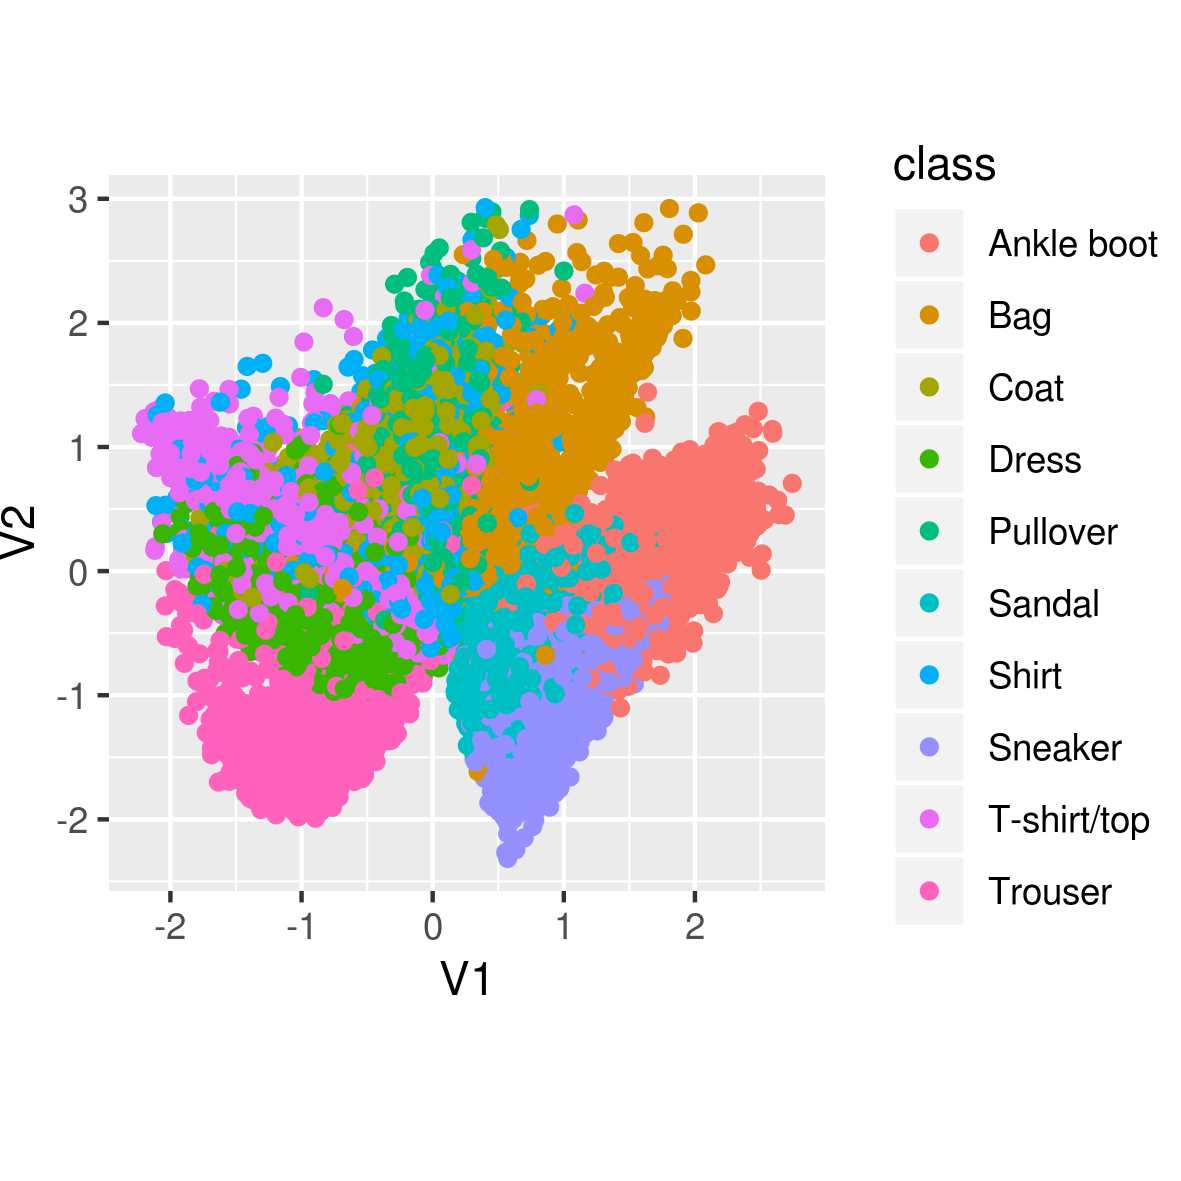 class
Ankle boot
Bag
Coat
Dress
Pullover
Sandal
Shirt
Sneaker
T-shirt/top
Trouser
3
2
1
0
-1
-2
V2
-2 -1 0 1 2
V1